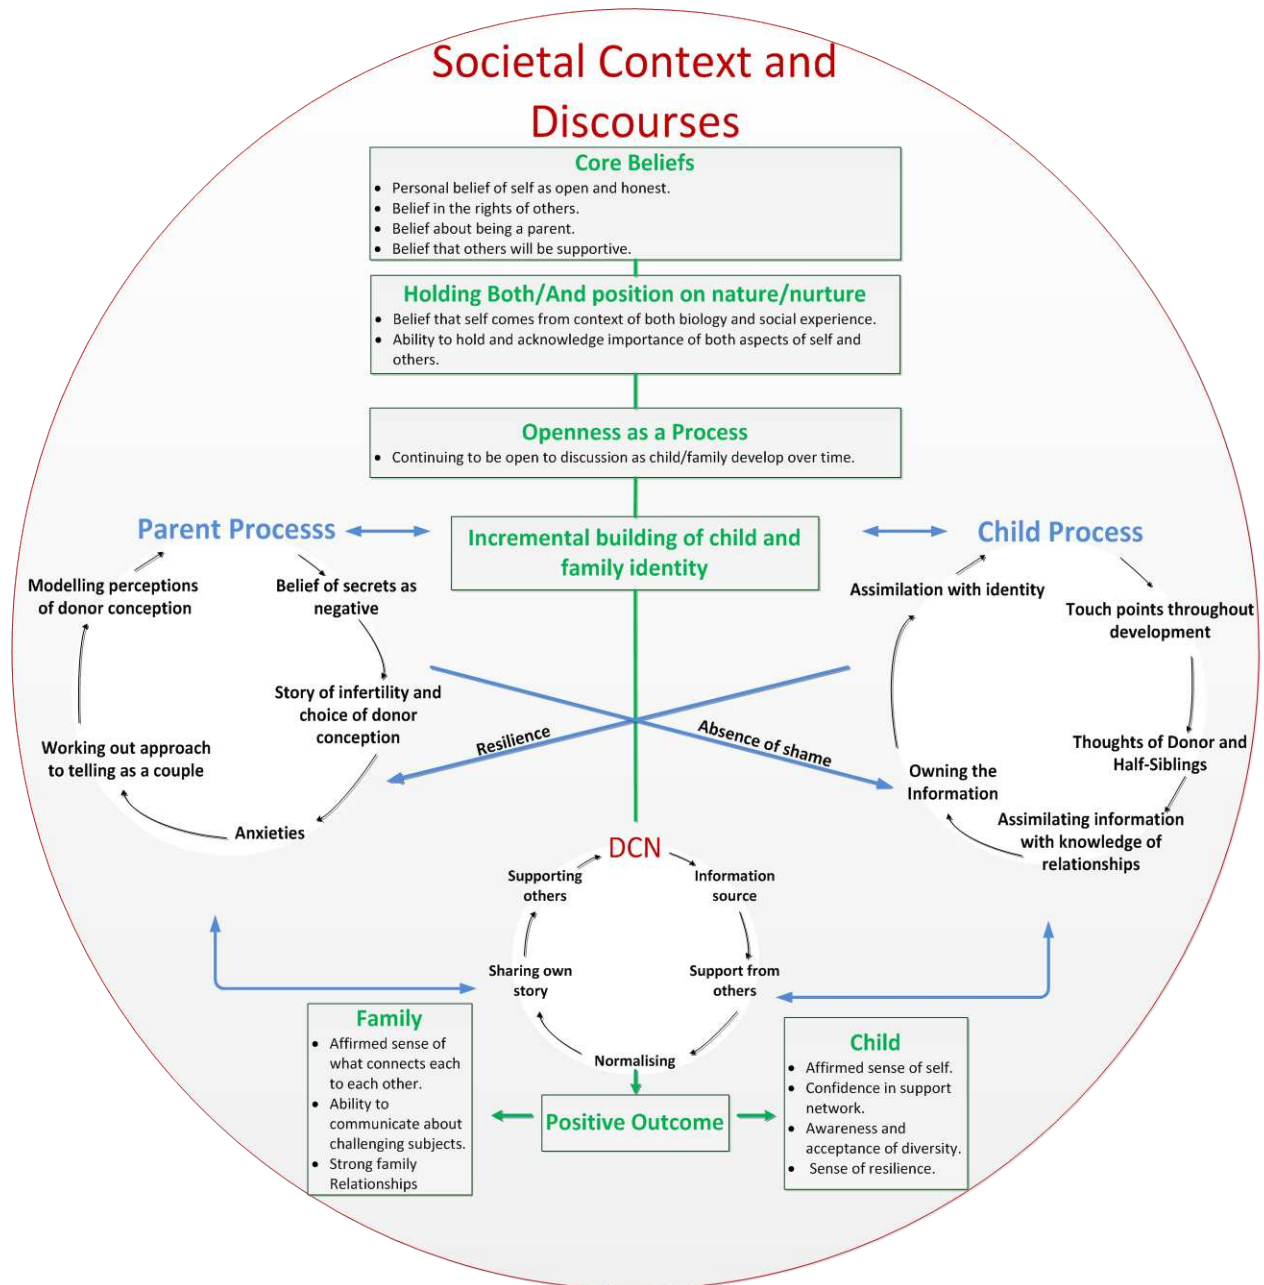 Societal Context and
Discourses
Core Beliefs
• Personal belief of self as open and honest.
• Belief in the rights of others.
• Belief about being a parent.
• Belief that others will be supportive.
Holding Both/And position on nature/nurture
• Belief that self comes from context of both biology and social experience.
• Ability to hold and acknowledge importance of both aspects of self and
others.
Openness as a Process
• Continuing to be open to discussion as child/family develop over time.
Incremental building of child and
family identity
Parent Processs
Belief of secrets as
negative
Story of infertility and
choice of donor
conception
Anxieties
Working out approach
to telling as a couple
Modelling perceptions
of donor conception
Child Process
Touch points throughout
development
Thoughts of Donor and
Half-Siblings
Assimilating information
with knowledge of
relationships
Owning the
Information
Assimilation with identity
Resilience
Absence of shame
DCN
Information
source
Support from
others
Normalising
Sharing own
story
Supporting
others
Family
• Affirmed sense of
what connects each
to each other.
• Ability to
communicate about
challenging subjects.
• Strong family
Relationships
Positive Outcome
Child
• Affirmed sense of self.
• Confidence in support
network.
• Awareness and
acceptance of diversity.
• Sense of resilience.